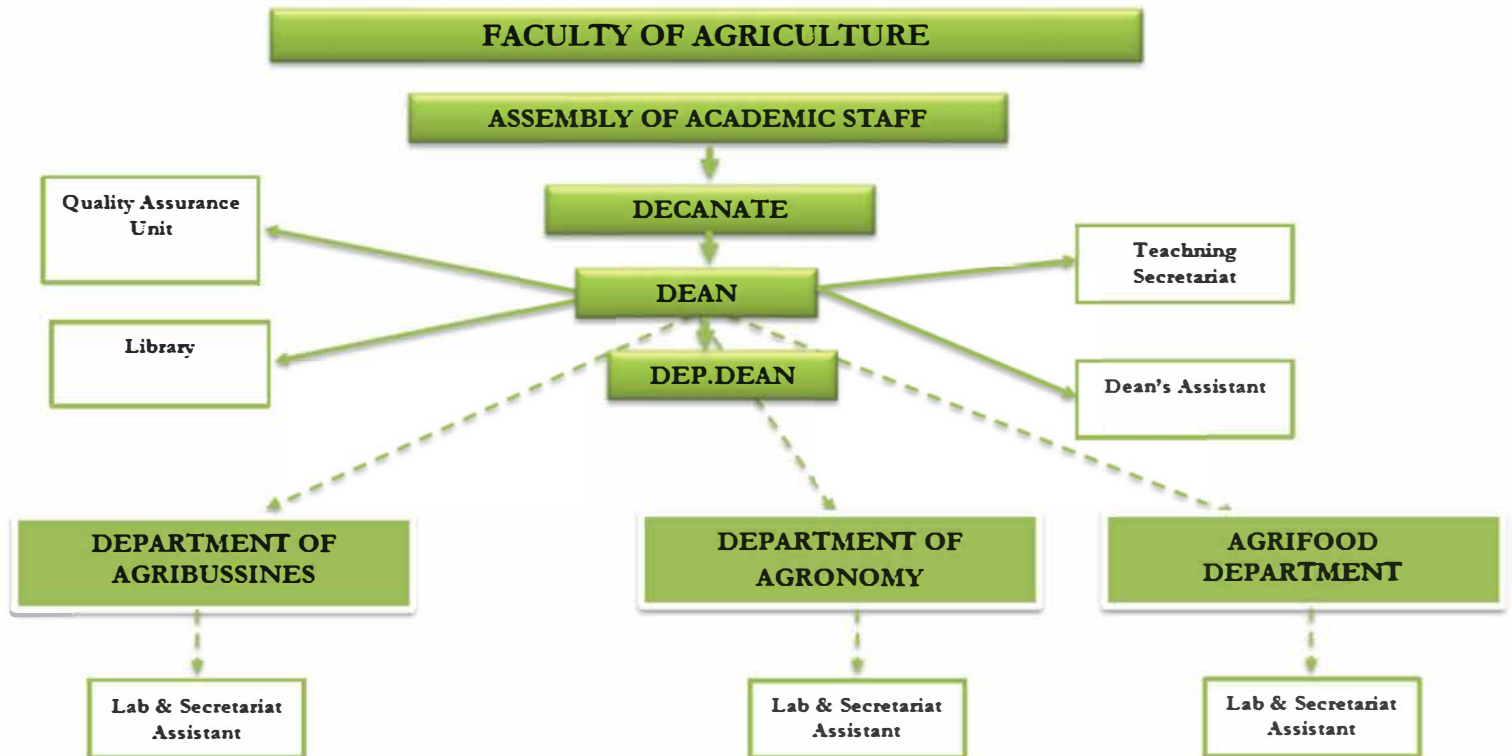 FACULTY OF AGRICULTURE
ASSEMBLY OF ACADEMIC STAFF
Quality Assurance
Unit
DECANATE
Teachning
Secretariat
DEAN
Library
DEP.DEAN
Dean's Assistant
DEPARTMENT OF
AGRIBUSSINES
DEPARTMENT OF
AGRONOMY
AGRIFOOD
DEPARTMENT
Lab & Secretariat
Assistant
Lab & Secretariat
Assistant
Lab & Secretariat
Assistant